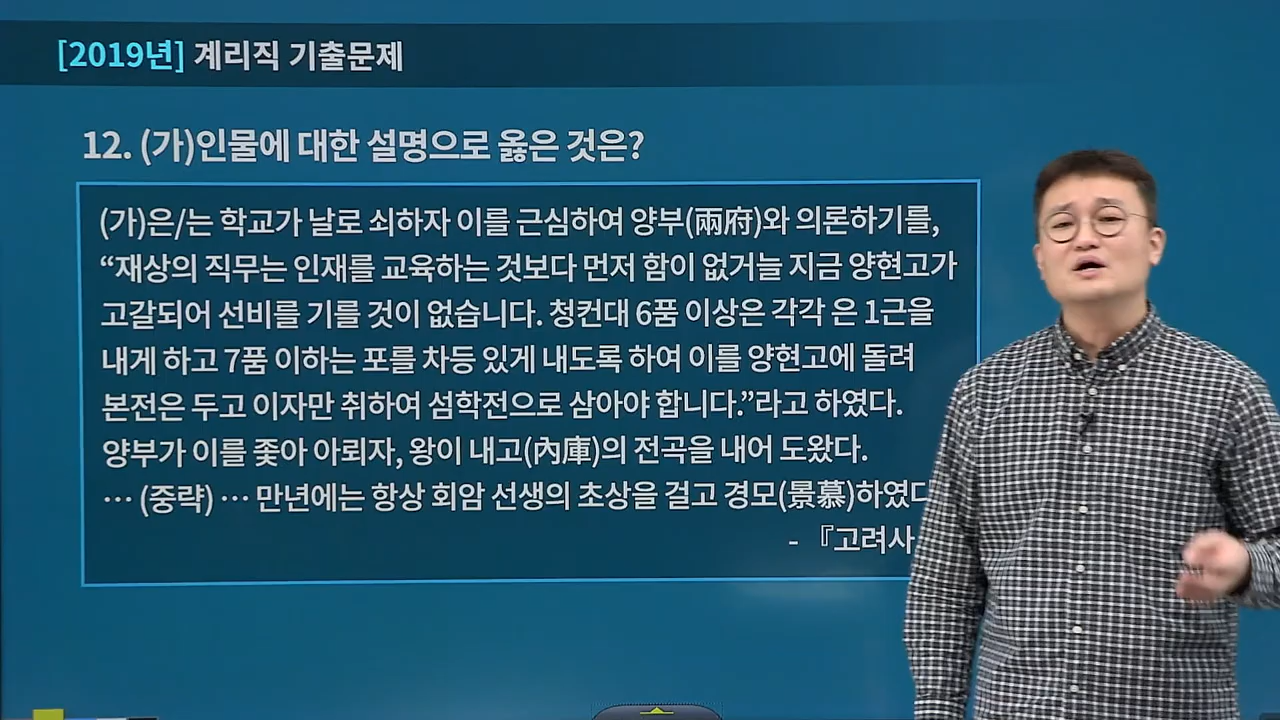 [2019년] 계리직 기출문제
12. (가)인물에 대한 설명으로 옳은 것은?
(가)은/는 학교가 날로 쇠하자 이를 근심하여 양부(兩府)와 의론하기를,
“재상의 직무는 인재를 교육하는 것보다 먼저 함이 없거늘 지금 양현고가
고갈되어 선비를 기를 것이 없습니다. 청컨대 6품 이상은 각각 은 1근을
내게 하고 7품 이하는 포를 차등 있게 내도록 하여 이를 양현고에 돌려
본전은 두고 이자만 취하여 섬학전으로 삼아야 합니다.”라고 하였다.
양부가 이를 좇아 아뢰자, 왕이 내고(內庫)의 전곡을 내어 도왔다.
… (중략) … 만년에는 항상 회암 선생의 초상을 걸고 경모(景慕)하였다
- 『고려사